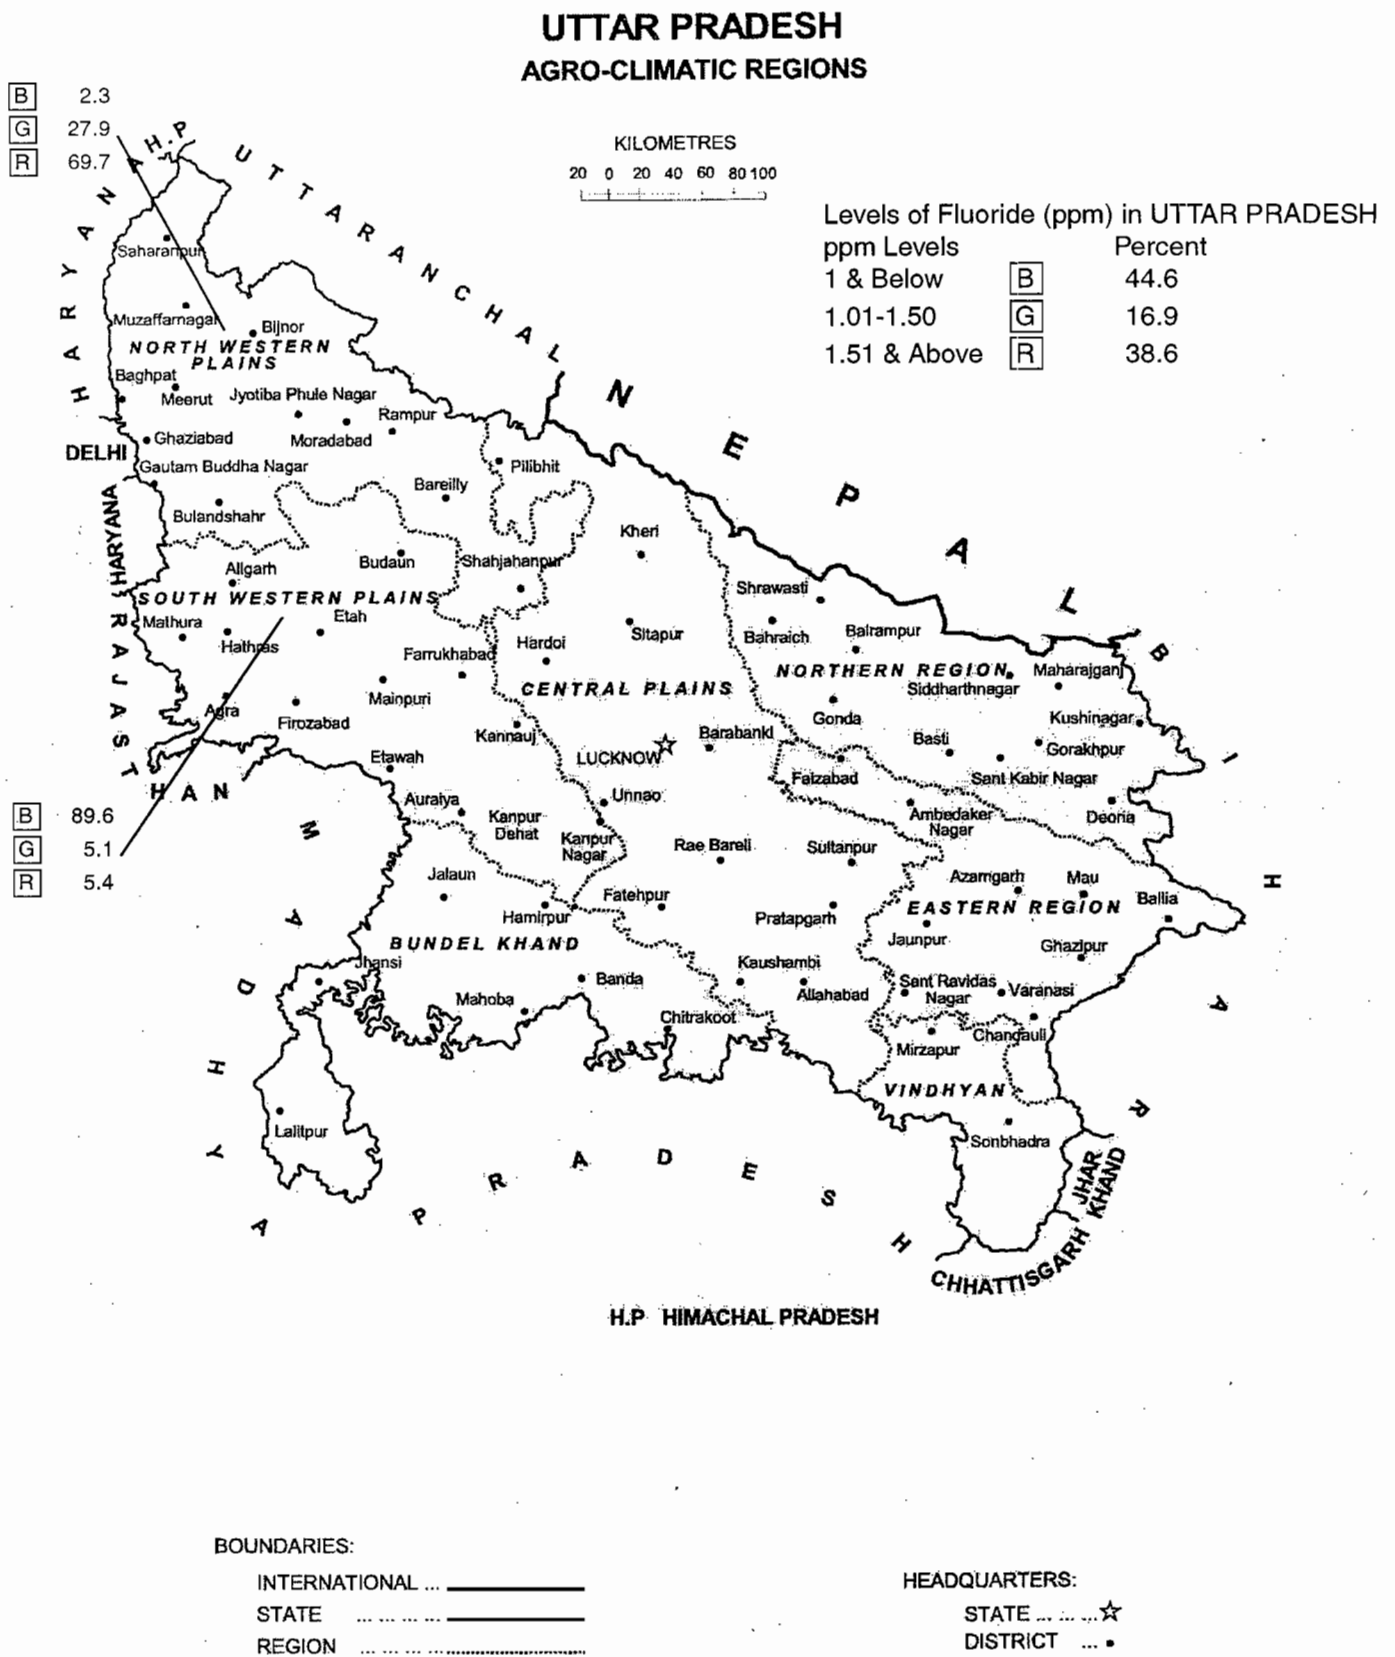 UTTAR PRADESH
AGRO-CLIMATIC REGIONS
B 2.3
G 27.9
R 69.7
KILOMETRES
20 0 20 40 60 80 100
Levels of Fluoride (ppm) in UTTAR PRADESH
ppm Levels Percent
1 & Below B 44.6
1.01-1.50 G 16.9
1.51 & Above R 38.6
H.P
UTTARANCHAL
HARYANA
NEPAL
Saharanpur
Muzaffarnagar
Bijnor
NORTH WESTERN
PLAINS
Baghpat
Meerut
Jyotiba Phule Nagar
Rampur
Moradabad
Ghaziabad
DELHI
Gautam Buddha Nagar
Pilibhit
Bareilly
Bulandshahr
HARYANA
Kheri
Budaun
Shahjahanpur
Allgarh
SOUTH WESTERN PLAINS
Shrawasti
Mathura
Etah
Hathras
Hardoi
Sitapur
Bahraich
Balrampur
Farrukhabad
NORTHERN REGION
Maharajganj
Siddharthnagar
CENTRAL PLAINS
Mainpuri
Agra
Firozabad
Gonda
Kushinagar
Kannauj
Barabanki
Basti
Gorakhpur
LUCKNOW
Etawah
Faizabad
Sant Kabir Nagar
RAJASTHAN
BIHAR
Auraiya
Unnao
Kanpur
Dehat
Kanpur
Nagar
Ambedaker
Nagar
Deoria
B 89.6
G 5.1
R 5.4
Rae Bareli
Sultanpur
Jalaun
Azamgarh
Mau
Ballia
Fatehpur
Hamirpur
Pratapgarh
EASTERN REGION
BUNDEL KHAND
Jaunpur
Ghazipur
Jhansi
Kaushambi
Banda
Allahabad
Sant Ravidas
Nagar
Varanasi
Mahoba
Chitrakoot
Mirzapur
Chandauli
VINDHYAN
Lalitpur
Sonbhadra
MADHYA PRADESH
JHAR
KHAND
CHHATTISGARH
H.P HIMACHAL PRADESH
BOUNDARIES:
INTERNATIONAL ...
STATE ... ... ... ...
REGION ... ... ... ...
HEADQUARTERS:
STATE ... ... ...
DISTRICT ...